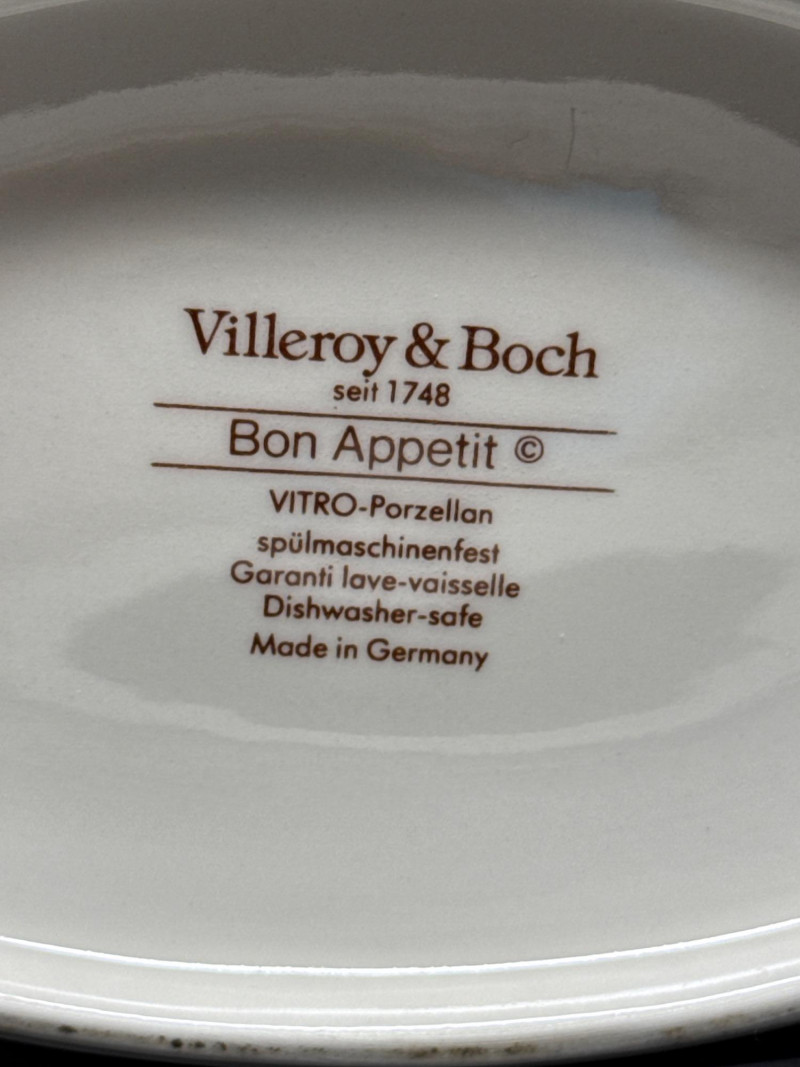 Villeroy & Boch
seit 1748
Bon Appetit ©
VITRO-Porzellan
spülmaschinenfest
Garanti lave-vaisselle
Dishwasher-safe
Made in Germany